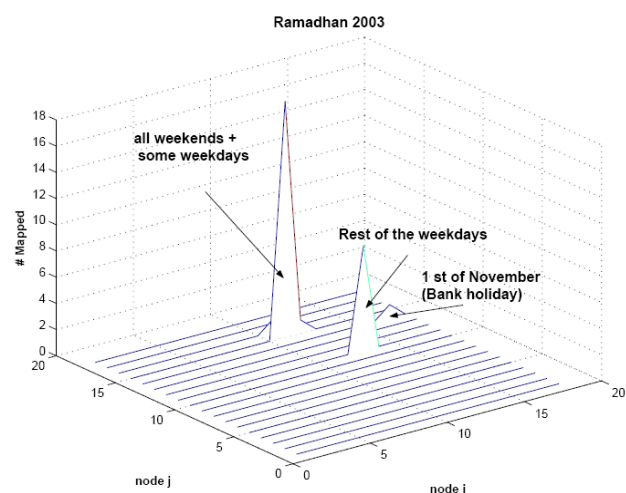 Ramadhan 2003
18
16
14
12
10
8
6
4
2
0
# Mapped
all weekends +
some weekdays
Rest of the weekdays
1 st of November
(Bank holiday)
20
15
10
5
0
node j
0
5
10
15
20
node i